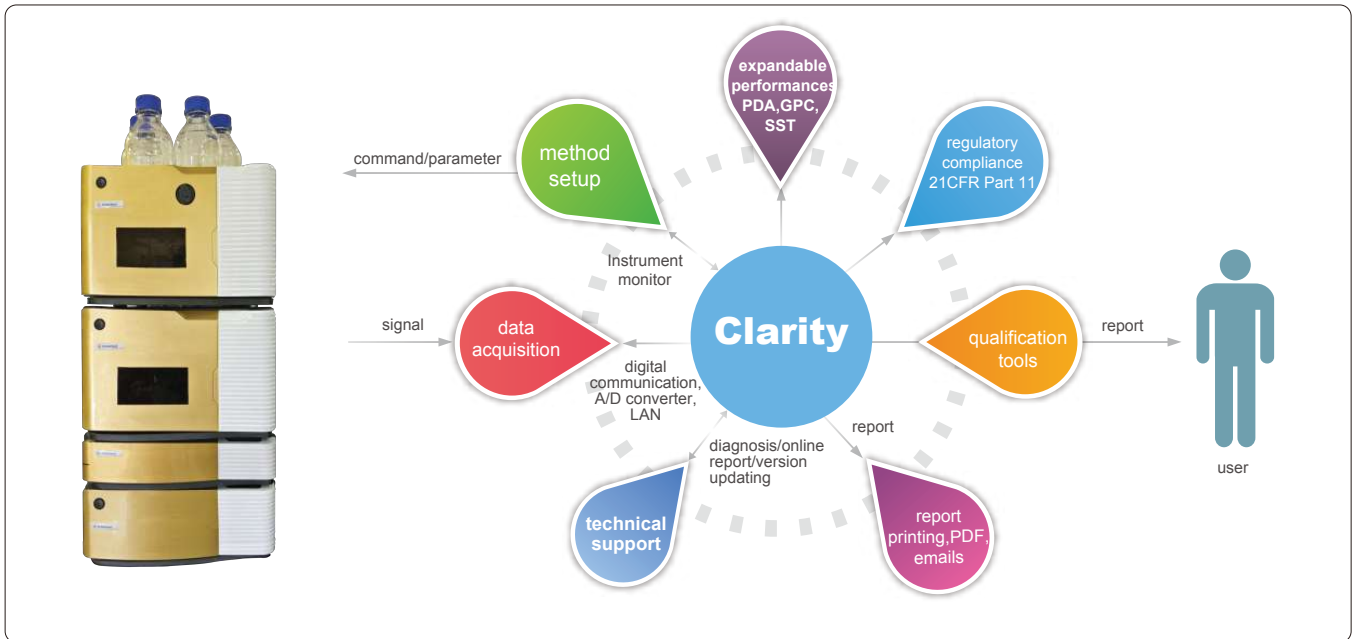 expandable
performances
PDA,GPC,
SST
regulatory
compliance
21CFR Part 11
method
setup
command/parameter
Instrument
monitor
Clarity
signal
data
acquisition
digital
communication,
A/D converter,
LAN
qualification
tools
report
user
report
diagnosis/online
report/version
updating
technical
support
report
printing,PDF,
emails